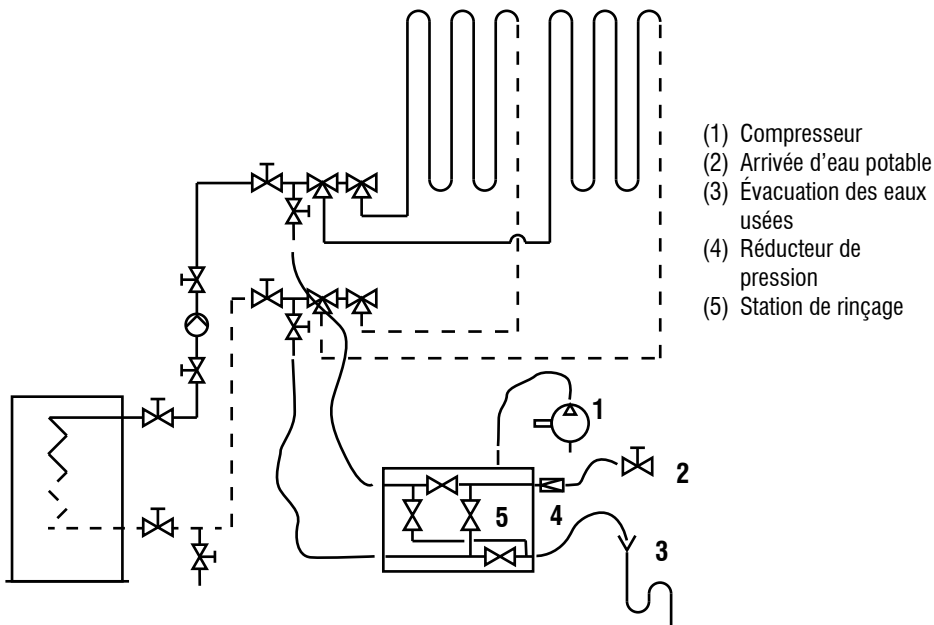 (1) Compresseur
(2) Arrivée d'eau potable
(3) Évacuation des eaux
usées
(4) Réducteur de
pression
(5) Station de rinçage
1
2
5
4
3